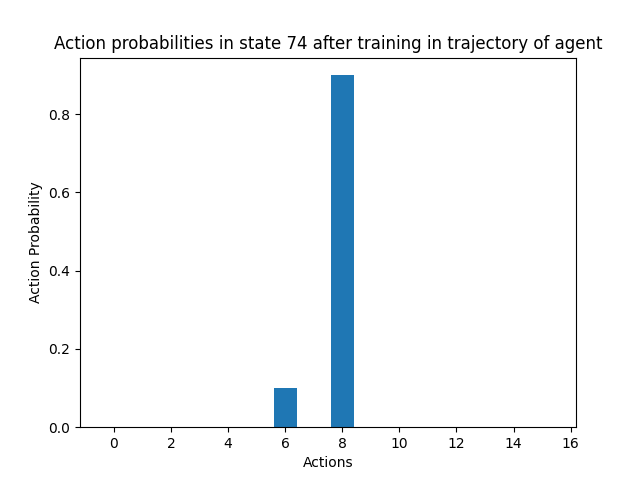 Action probabilities in state 74 after training in trajectory of agent
Action Probability
0.8
0.6
0.4
0.2
0.0
0 2 4 6 8 10 12 14 16
Actions